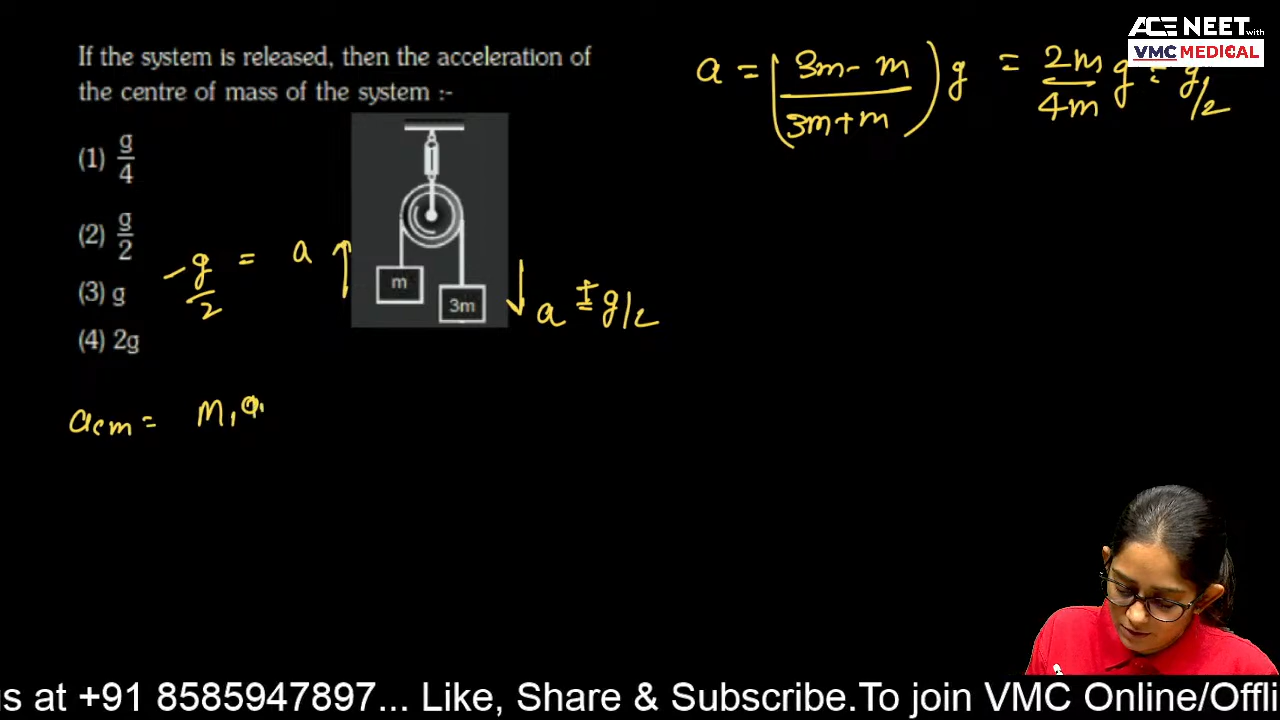 ACE NEET with
VMC MEDICAL
If the system is released, then the acceleration of
the centre of mass of the system :-
a = (3m-m / 3m+m) g = 2m / 4m g = g/2
(1) g/4
(2) g/2
(3) g
(4) 2g
-g/2 = a
m
3m
a = g/2
acm = M1a1
us at +91 8585947897... Like, Share & Subscribe.To join VMC Online/Offli